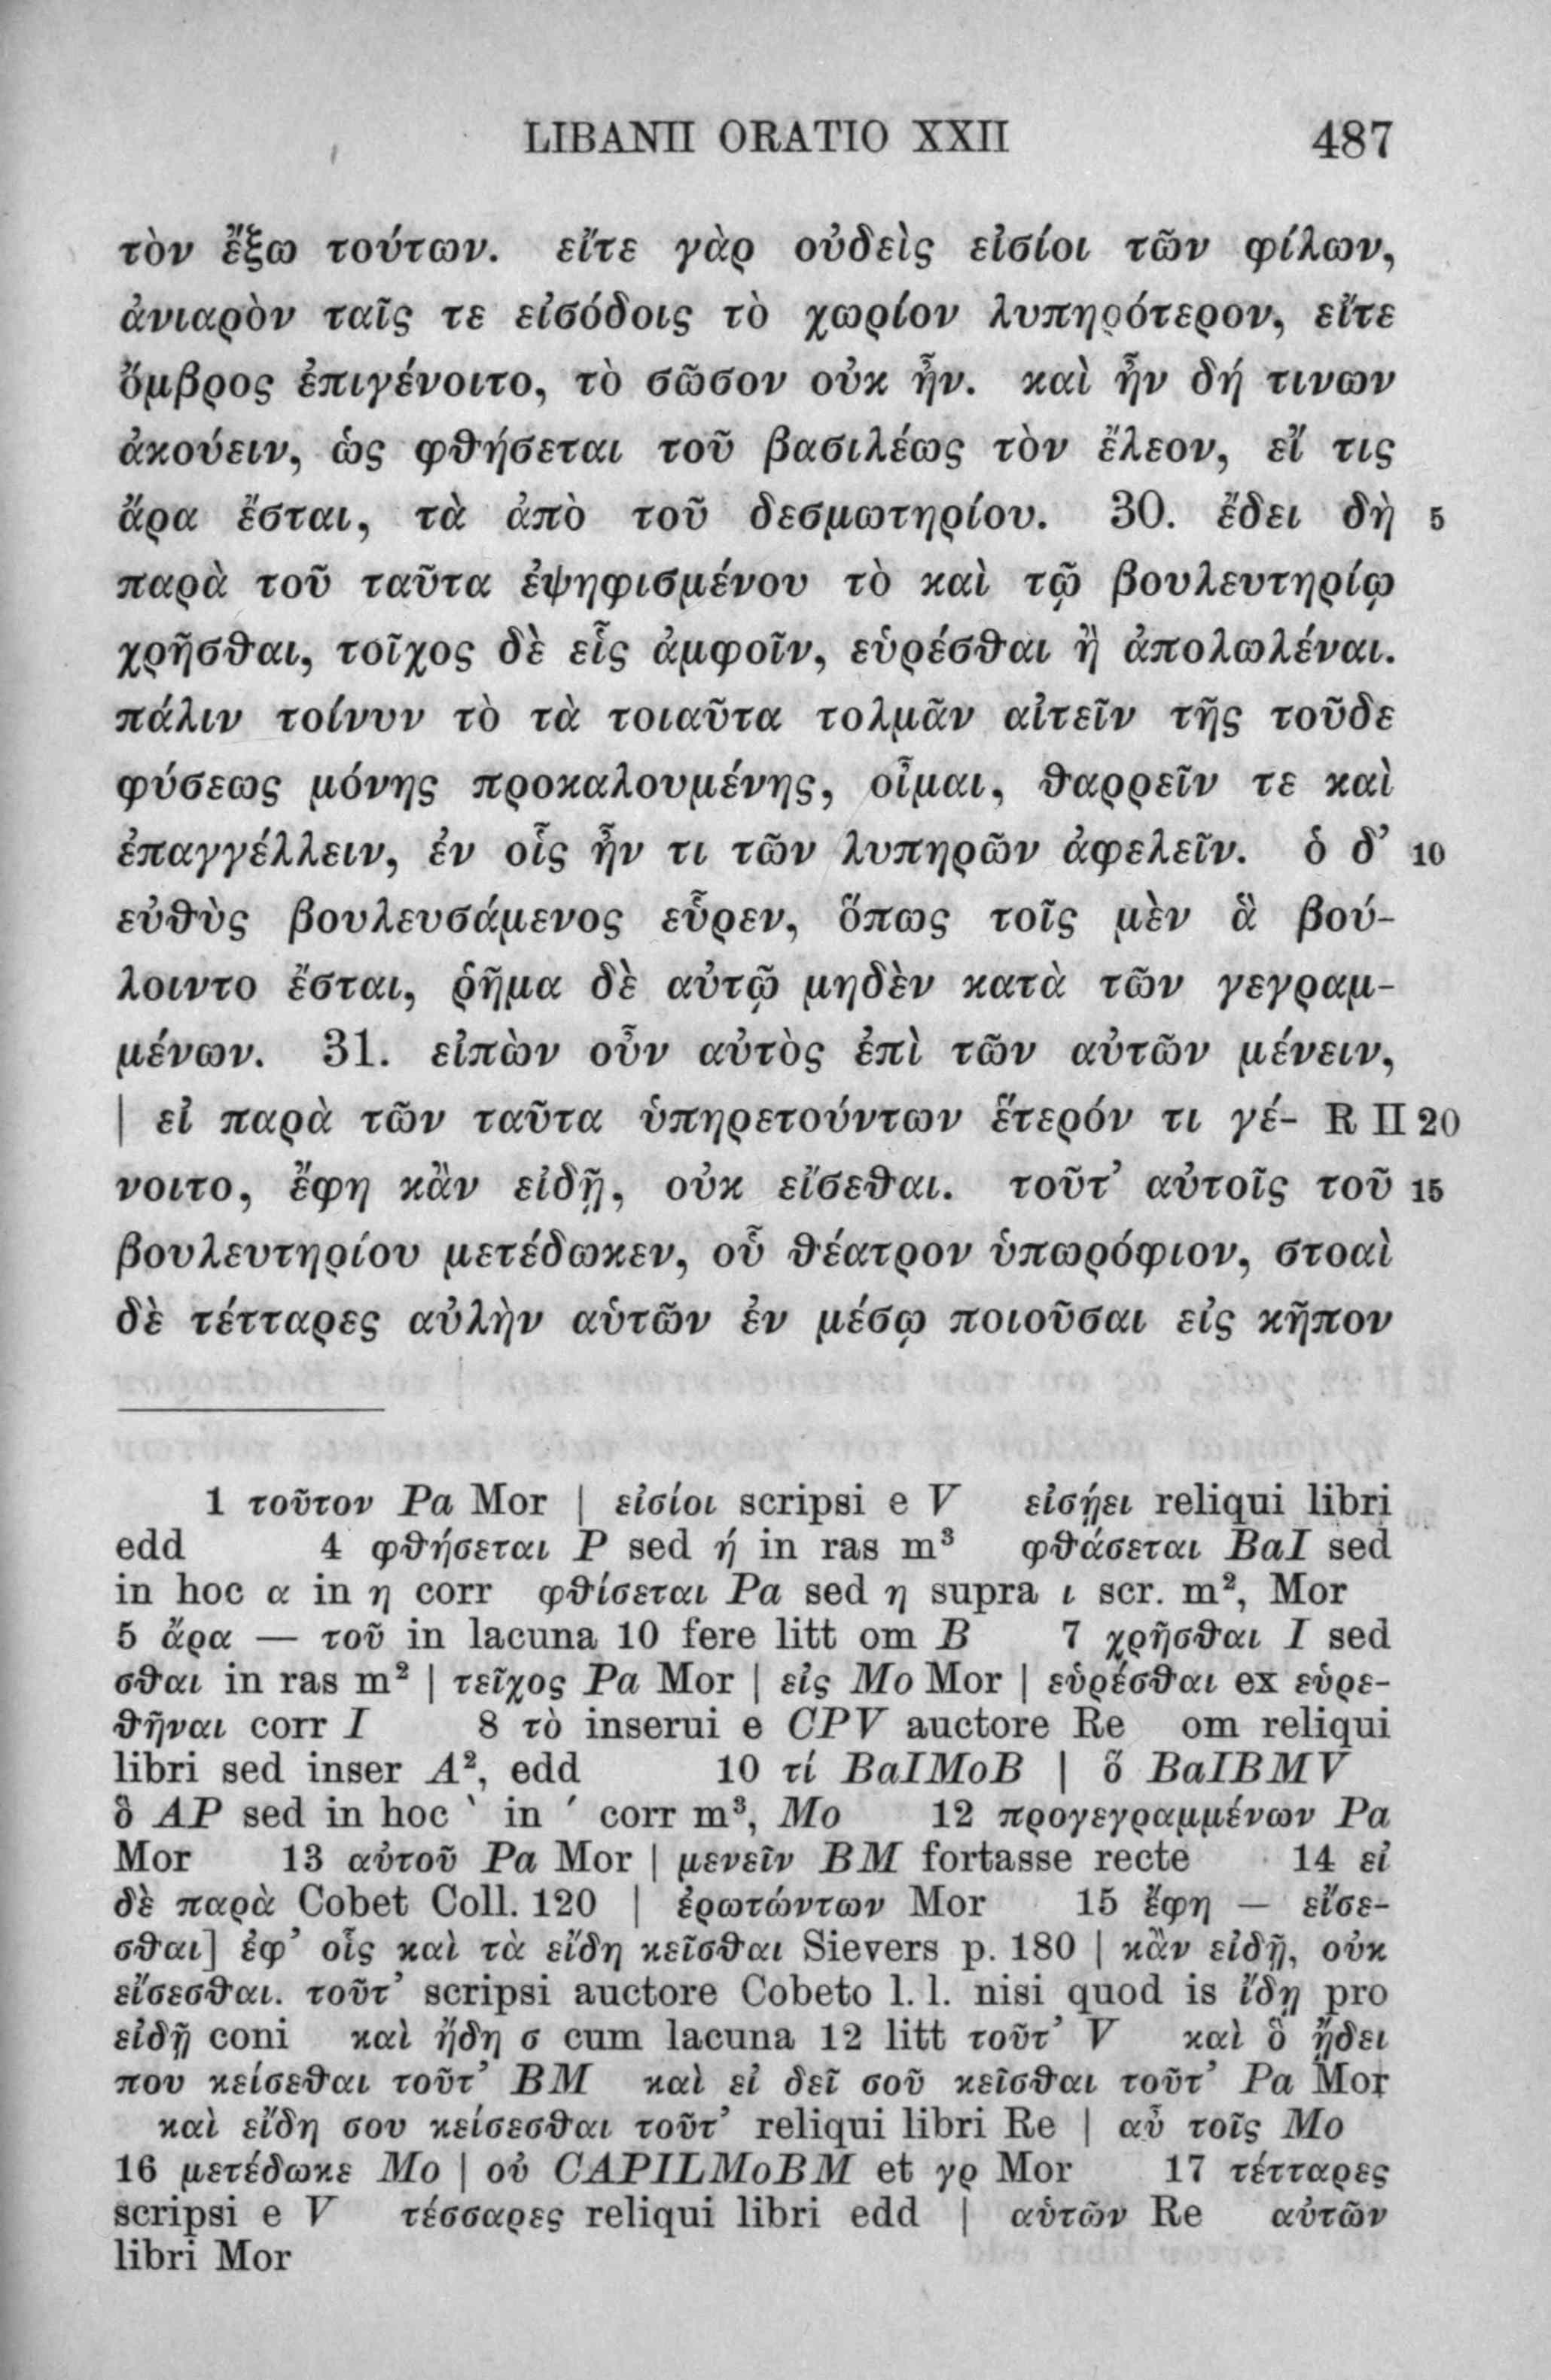 LIBANII ORATIO XXII 487
τὸν ἔξω τούτων. εἴτε γὰρ οὐδεὶς εἰσίοι τῶν φίλων,
ἀνιαρὸν ταῖς τε εἰσόδοις τὸ χωρίον λυπηρότερον, εἴτε
ὄμβρος ἐπιγένοιτο, τὸ σῶσον οὐκ ἦν. καὶ ἦν δή τινων
ἀκούειν, ὡς φθήσεται τοῦ βασιλέως τὸν ἔλεον, εἴ τις
ἄρα ἔσται, τὰ ἀπὸ τοῦ δεσμωτηρίου. 30. ἔδει δὴ 5
παρὰ τοῦ ταῦτα ἐψηφισμένου τὸ καὶ τῷ βουλευτηρίῳ
χρῆσθαι, τοῖχος δὲ εἷς ἀμφοῖν, εὑρέσθαι ἢ ἀπολωλέναι.
πάλιν τοίνυν τὸ τὰ τοιαῦτα τολμᾶν αἰτεῖν τῆς τοῦδε
φύσεως μόνης προκαλουμένης, οἶμαι, θαρρεῖν τε καὶ
ἐπαγγέλλειν, ἐν οἷς ἦν τι τῶν λυπηρῶν ἀφελεῖν. ὁ δ’ 10
εὐθὺς βουλευσάμενος εὗρεν, ὅπως τοῖς μὲν ἃ βού-
λοιντο ἔσται, ῥῆμα δὲ αὐτῷ μηδὲν κατὰ τῶν γεγραμ-
μένων. 31. εἰπὼν οὖν αὐτὸς ἐπὶ τῶν αὐτῶν μένειν,
| εἰ παρὰ τῶν ταῦτα ὑπηρετούντων ἕτερόν τι γέ- R II 20
νοιτο, ἔφη κἂν εἰδῇ, οὐκ εἴσεθαι. τοῦτ’ αὐτοῖς τοῦ 15
βουλευτηρίου μετέδωκεν, οὗ θέατρον ὑπωρόφιον, στοαὶ
δὲ τέτταρες αὐλὴν αὑτῶν ἐν μέσῳ ποιοῦσαι εἰς κῆπον
1 τοῦτον Pa Mor | εἰσίοι scripsi e V εἰσῄει reliqui libri
edd 4 φθήσεται P sed ή in ras m³ φθάσεται BaI sed
in hoc α in η corr φθίσεται Pa sed η supra ι scr. m², Mor
5 ἄρα — τοῦ in lacuna 10 fere litt om B 7 χρῆσθαι I sed
σθαι in ras m² | τεῖχος Pa Mor | εἰς Mo Mor | εὑρέσθαι ex εὑρε-
θῆναι corr I 8 τὸ inserui e CPV auctore Re om reliqui
libri sed inser A², edd 10 τί BaIMoB | ὅ BaIBMV
ὃ AP sed in hoc ‵ in ′ corr m³, Mo 12 προγεγραμμένων Pa
Mor 13 αὐτοῦ Pa Mor | μενεῖν BM fortasse recte 14 εἰ
δὲ παρὰ Cobet Coll. 120 | ἐρωτώντων Mor 15 ἔφη — εἴσε-
σθαι] ἐφ’ οἷς καὶ τὰ εἴδη κεῖσθαι Sievers p. 180 | κἂν εἰδῇ, οὐκ
εἴσεσθαι. τοῦτ’ scripsi auctore Cobeto l. l. nisi quod is ἴδῃ pro
εἰδῇ coni καὶ ἤδη σ cum lacuna 12 litt τοῦτ’ V καὶ ὃ ᾔδει
που κείσεθαι τοῦτ’ BM καὶ εἰ δεῖ σοῦ κεῖσθαι τοῦτ’ Pa Mor
καὶ εἴδη σου κείσεσθαι τοῦτ’ reliqui libri Re | αὖ τοῖς Mo
16 μετέδωκε Mo | οὐ CAPILMoBM et γρ Mor 17 τέτταρες
scripsi e V τέσσαρες reliqui libri edd | αὑτῶν Re αὐτῶν
libri Mor